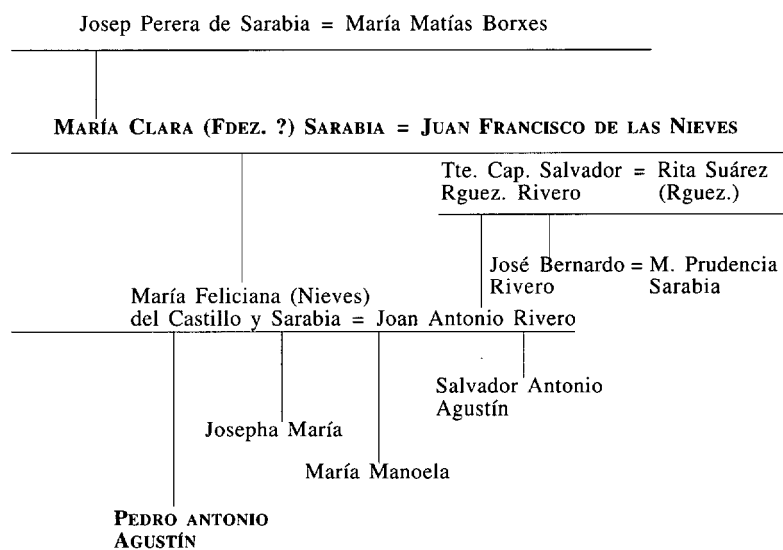 Josep Perera de Sarabia = María Matías Borxes
MARÍA CLARA (FDEZ. ?) SARABIA = JUAN FRANCISCO DE LAS NIEVES
Tte. Cap. Salvador = Rita Suárez
Rguez. Rivero (Rguez.)
José Bernardo = M. Prudencia
Rivero Sarabia
María Feliciana (Nieves)
del Castillo y Sarabia = Joan Antonio Rivero
Salvador Antonio
Agustín
Josepha María
María Manoela
PEDRO ANTONIO
AGUSTÍN